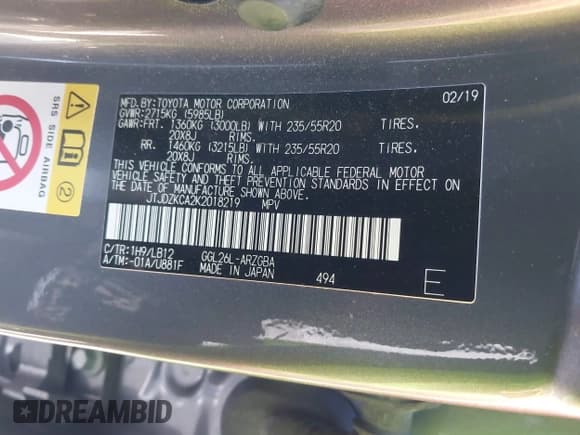 SRS SIDE AIRBAG
2
MFD.BY:TOYOTA MOTOR CORPORATION 02/19
GVWR:2715KG (5985LB)
GAWR:FRT. 1360KG (3000LB) WITH 235/55R20 TIRES.
20X8J RIMS.
RR. 1460KG (3215LB) WITH 235/55R20 TIRES.
20X8J RIMS.
THIS VEHICLE CONFORMS TO ALL APPLICABLE FEDERAL MOTOR
VEHICLE SAFETY AND THEFT PREVENTION STANDARDS IN
EFFECT ON THE DATE OF MANUFACTURE SHOWN ABOVE.
JTJDZKCA2K2018219 MPV
C/TR:1H9/LB12 GGL26L-ARZGBA
A/TM:-01A/U881F MADE IN JAPAN 494 E
DREAMBID